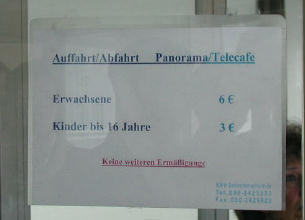 Auffahrt/Abfahrt Panorama/Telecafe
Erwachsene 6 €
Kinder bis 16 Jahre 3 €
Keine weiteren Ermäßigungen